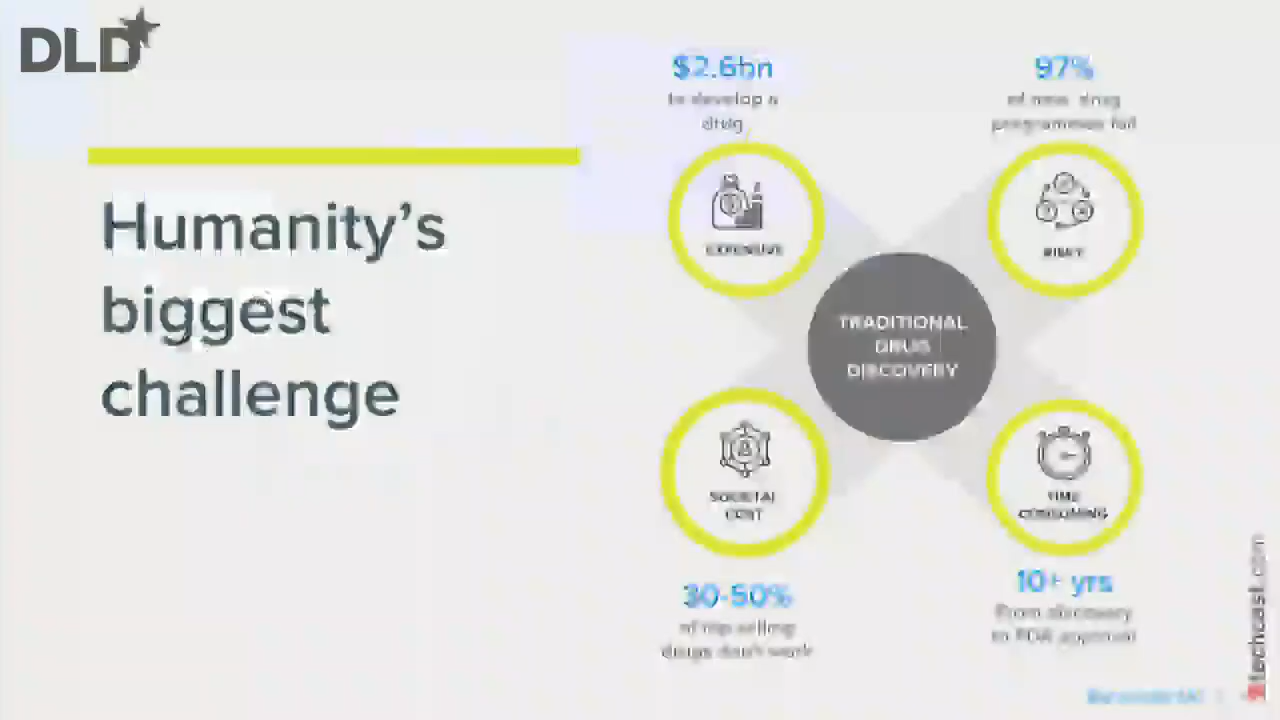 DLD
Humanity's
biggest
challenge
$2.6bn
to develop a
drug
97%
of new drug
programmes fail
EXPENSIVE
RISKY
TRADITIONAL
DRUG
DISCOVERY
SOCIETAL
COST
TIME
CONSUMING
30-50%
of top selling
drugs don't work
10+ yrs
From discovery
to FDA approval
techcast.com